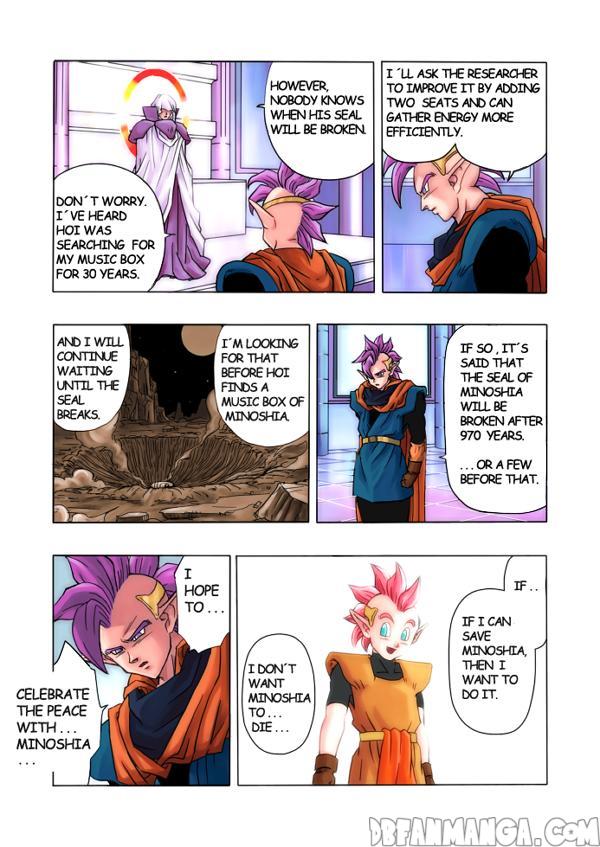 HOWEVER,
NOBODY KNOWS
WHEN HIS SEAL
WILL BE BROKEN.
DON´T WORRY.
I´VE HEARD
HOI WAS
SEARCHING FOR
MY MUSIC BOX
FOR 30 YEARS.
I ´LL ASK THE RESEARCHER
TO IMPROVE IT BY ADDING
TWO SEATS AND CAN
GATHER ENERGY MORE
EFFICIENTLY.
AND I WILL
CONTINUE
WAITING
UNTIL THE
SEAL
BREAKS.
I´M LOOKING
FOR THAT
BEFORE HOI
FINDS
A MUSIC BOX OF
MINOSHIA.
IF SO , IT´S
SAID THAT
THE SEAL OF
MINOSHIA
WILL BE
BROKEN AFTER
970 YEARS.
. . . OR A FEW
BEFORE THAT.
I
HOPE
TO . . .
CELEBRATE
THE PEACE
WITH . . .
MINOSHIA
. . .
I DON´T
WANT
MINOSHIA
TO . . .
DIE . . .
IF . .
IF I CAN
SAVE
MINOSHIA,
THEN I
WANT TO
DO IT.
DBFANMANGA.COM